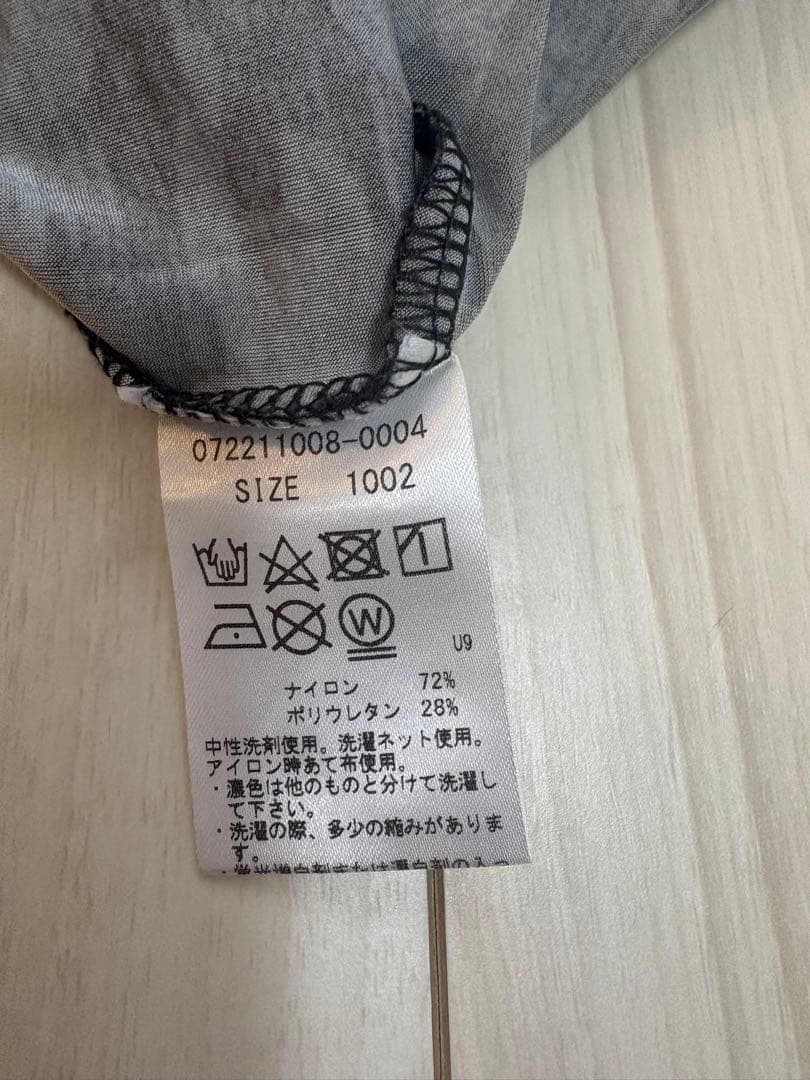 072211008-0004
SIZE 1002
W
U9
ナイロン 72%
ポリウレタン 28%
中性洗剤使用。洗濯ネット使用。
アイロン時あて布使用。
・濃色は他のものと分けて洗濯し
て下さい。
・洗濯の際、多少の縮みがありま
す。